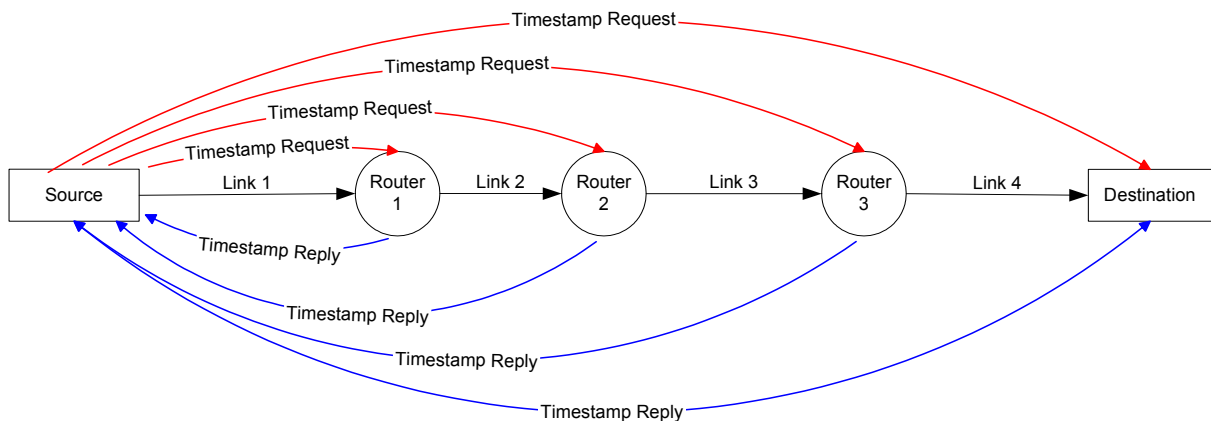 Timestamp Request
Timestamp Request
Timestamp Request
Timestamp Request
Source
Link 1
Router
1
Link 2
Router
2
Link 3
Router
3
Link 4
Destination
Timestamp Reply
Timestamp Reply
Timestamp Reply
Timestamp Reply